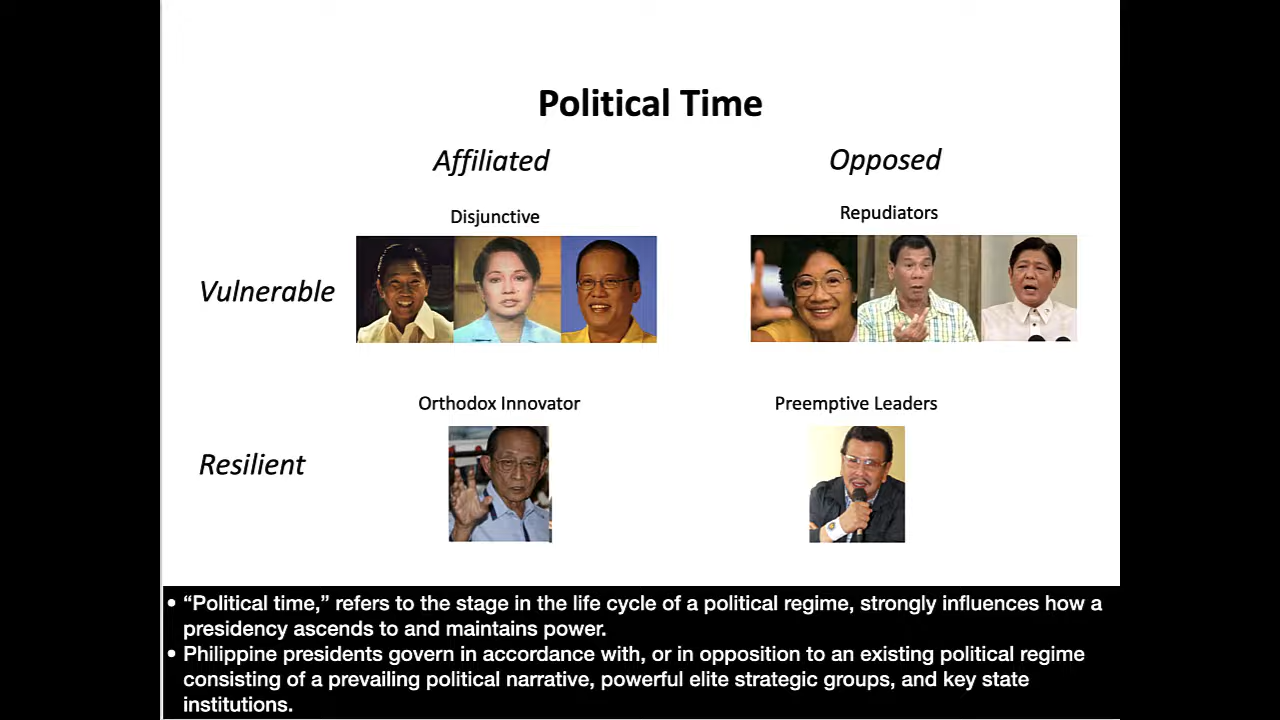 Political Time
Affiliated
Opposed
Disjunctive
Repudiators
Vulnerable
Orthodox Innovator
Preemptive Leaders
Resilient
• “Political time,” refers to the stage in the life cycle of a political regime, strongly influences how a
presidency ascends to and maintains power.
• Philippine presidents govern in accordance with, or in opposition to an existing political regime
consisting of a prevailing political narrative, powerful elite strategic groups, and key state
institutions.